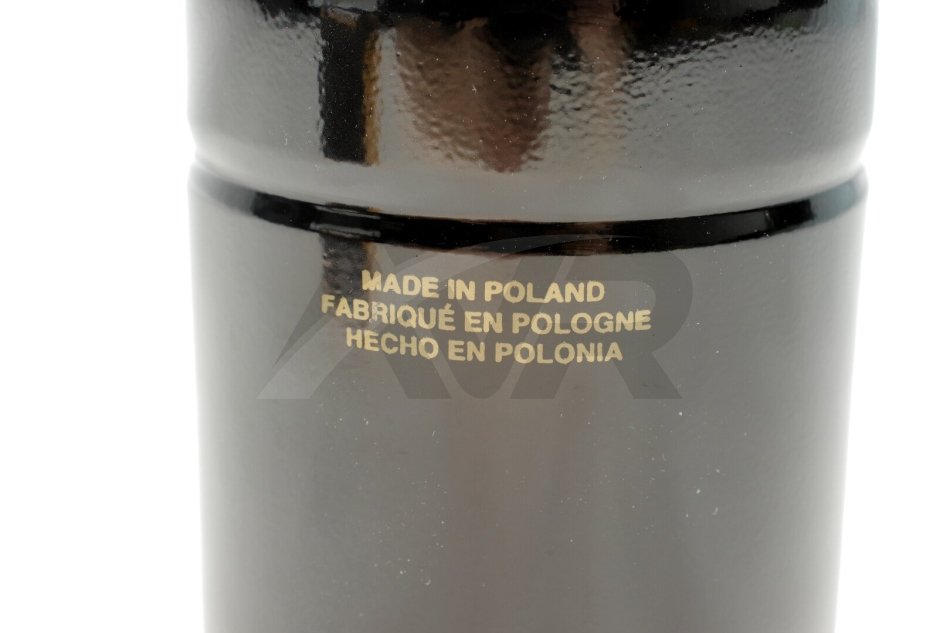 MADE IN POLAND
FABRIQUÉ EN POLOGNE
HECHO EN POLONIA